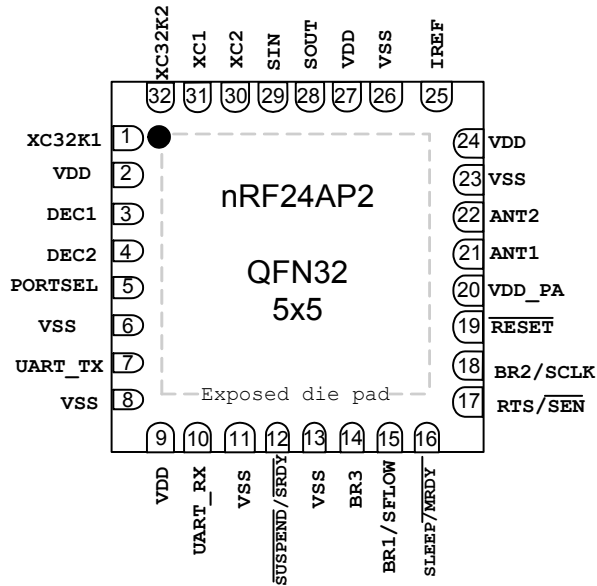 XC32K2
XC1
XC2
SIN
SOUT
VDD
VSS
IREF
32 31 30 29 28 27 26 25
XC32K1 1
VDD 2
DEC1 3
DEC2 4
PORTSEL 5
VSS 6
UART_TX 7
VSS 8
nRF24AP2
QFN32
5x5
Exposed die pad
24 VDD
23 VSS
22 ANT2
21 ANT1
20 VDD_PA
19 RESET
18 BR2/SCLK
17 RTS/SEN
9 10 11 12 13 14 15 16
VDD
UART_RX
VSS
SUSPEND/SRDY
VSS
BR3
BR1/SFLOW
SLEEP/MRDY